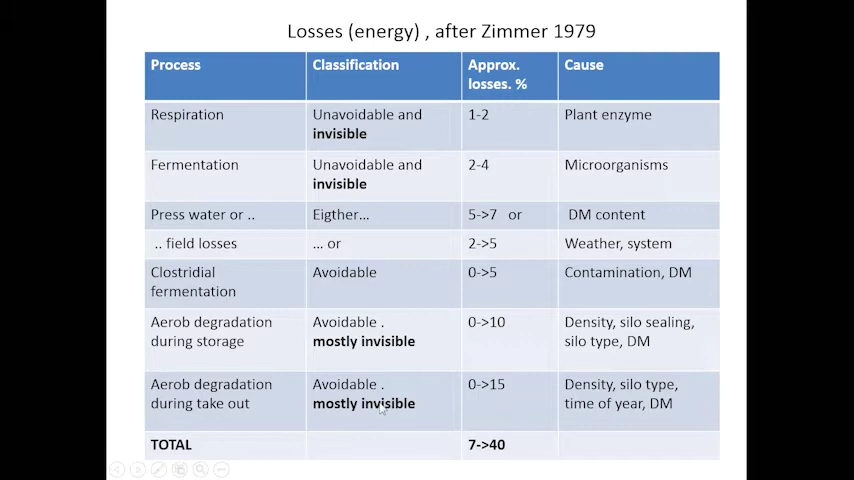 Losses (energy) , after Zimmer 1979
Process Classification Approx. losses. % Cause
Respiration Unavoidable and invisible 1-2 Plant enzyme
Fermentation Unavoidable and invisible 2-4 Microorganisms
Press water or .. Eigther... 5->7 or DM content
.. field losses ... or 2->5 Weather, system
Clostridial fermentation Avoidable 0->5 Contamination, DM
Aerob degradation during storage Avoidable . mostly invisible 0->10 Density, silo sealing, silo type, DM
Aerob degradation during take out Avoidable . mostly invisible 0->15 Density, silo type, time of year, DM
TOTAL 7->40